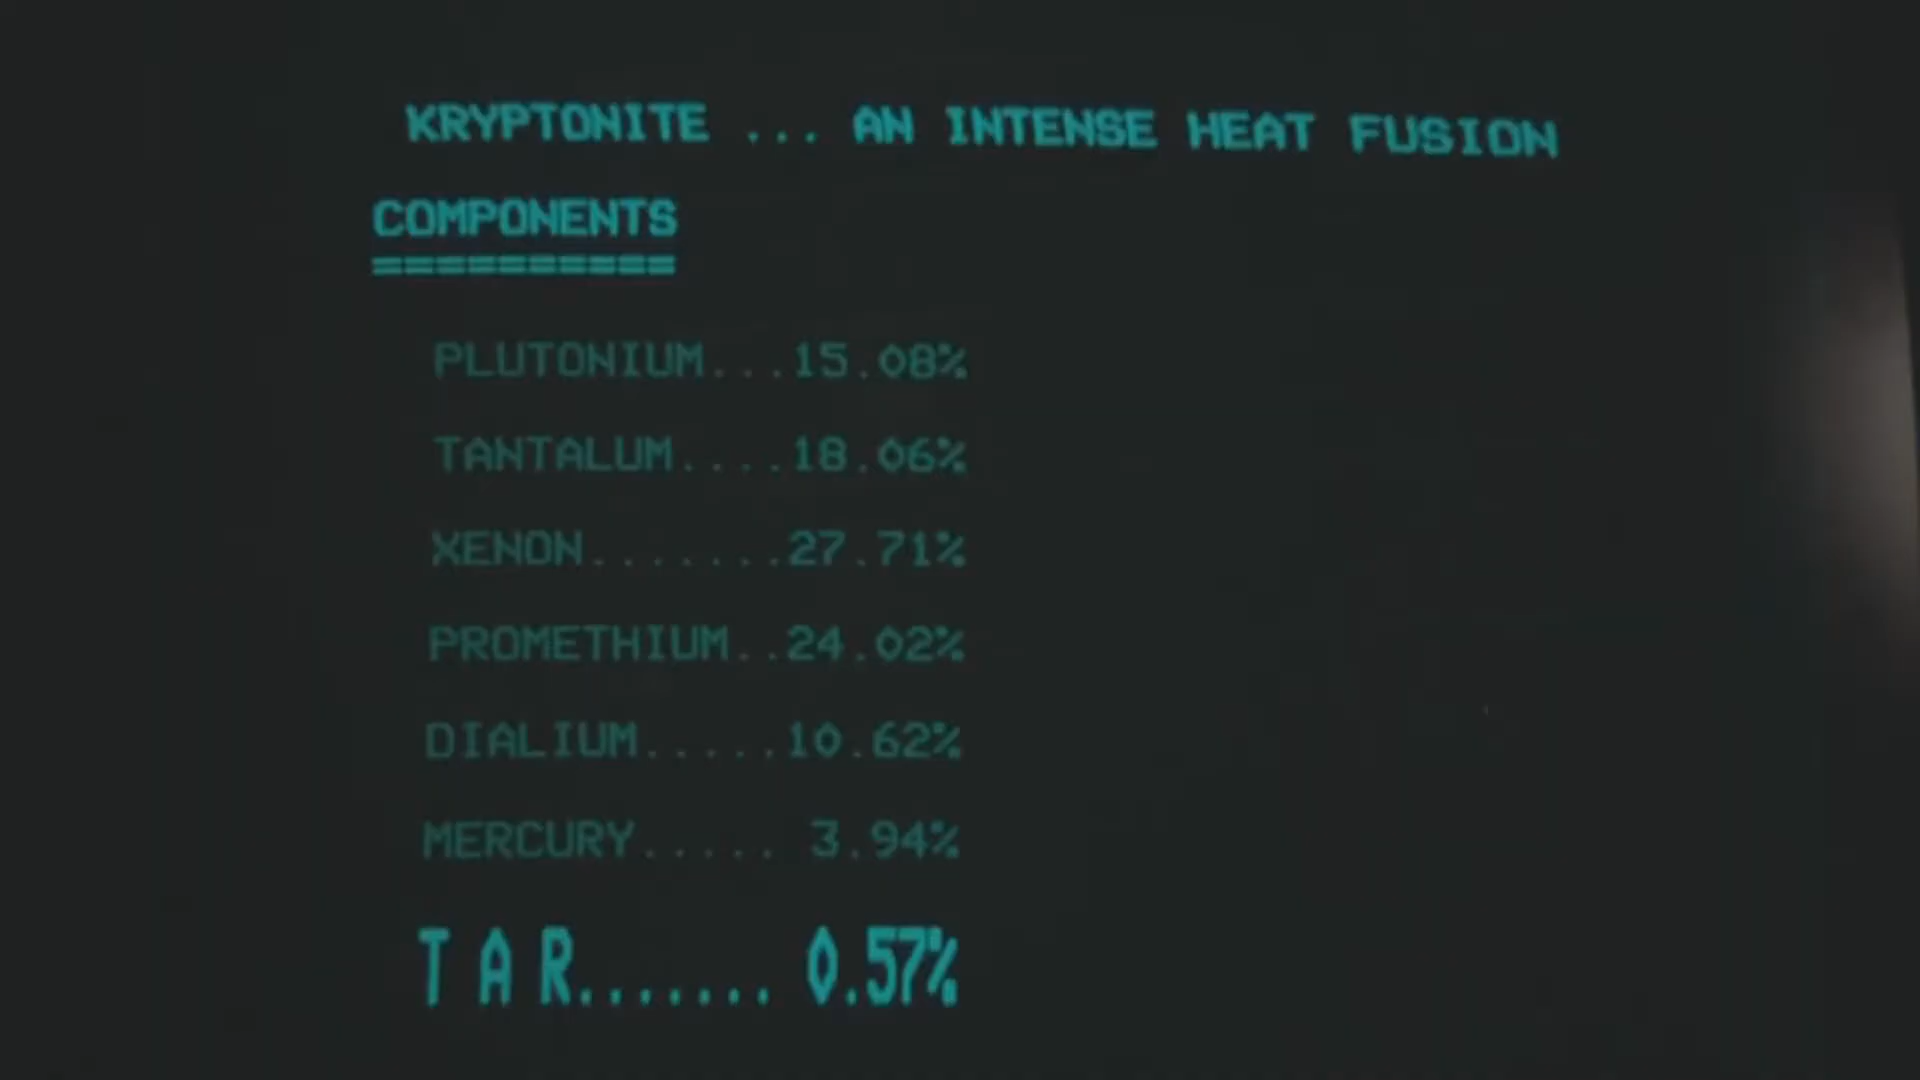 KRYPTONITE ... AN INTENSE HEAT FUSION
COMPONENTS
==========
PLUTONIUM...15.08%
TANTALUM....18.06%
XENON.......27.71%
PROMETHIUM..24.02%
DIALIUM.....10.62%
MERCURY..... 3.94%
T A R....... 0.57%